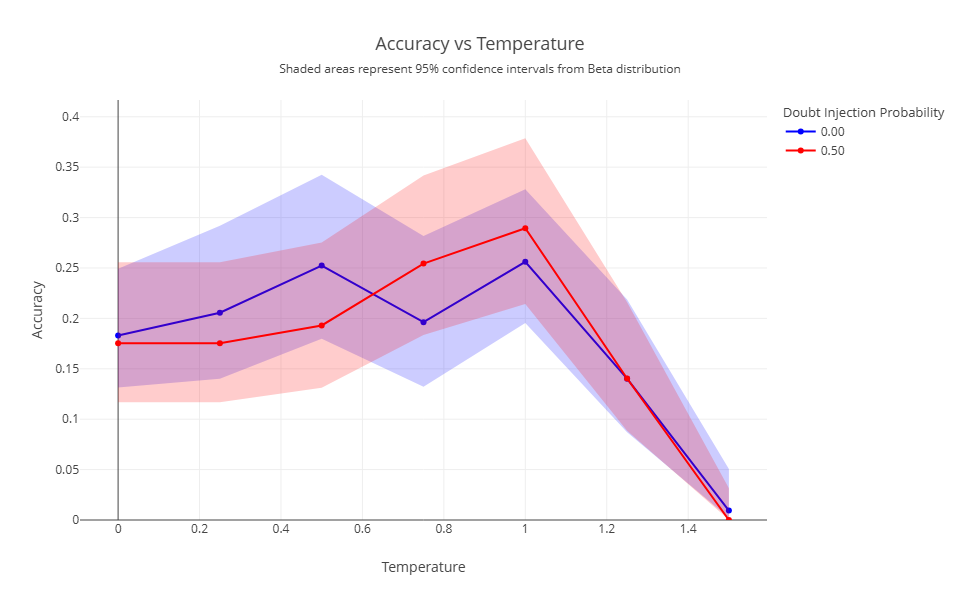 Accuracy vs Temperature
Shaded areas represent 95% confidence intervals from Beta distribution
Doubt Injection Probability
0.00
0.50
Accuracy
0.4
0.35
0.3
0.25
0.2
0.15
0.1
0.05
0
0 0.2 0.4 0.6 0.8 1 1.2 1.4
Temperature